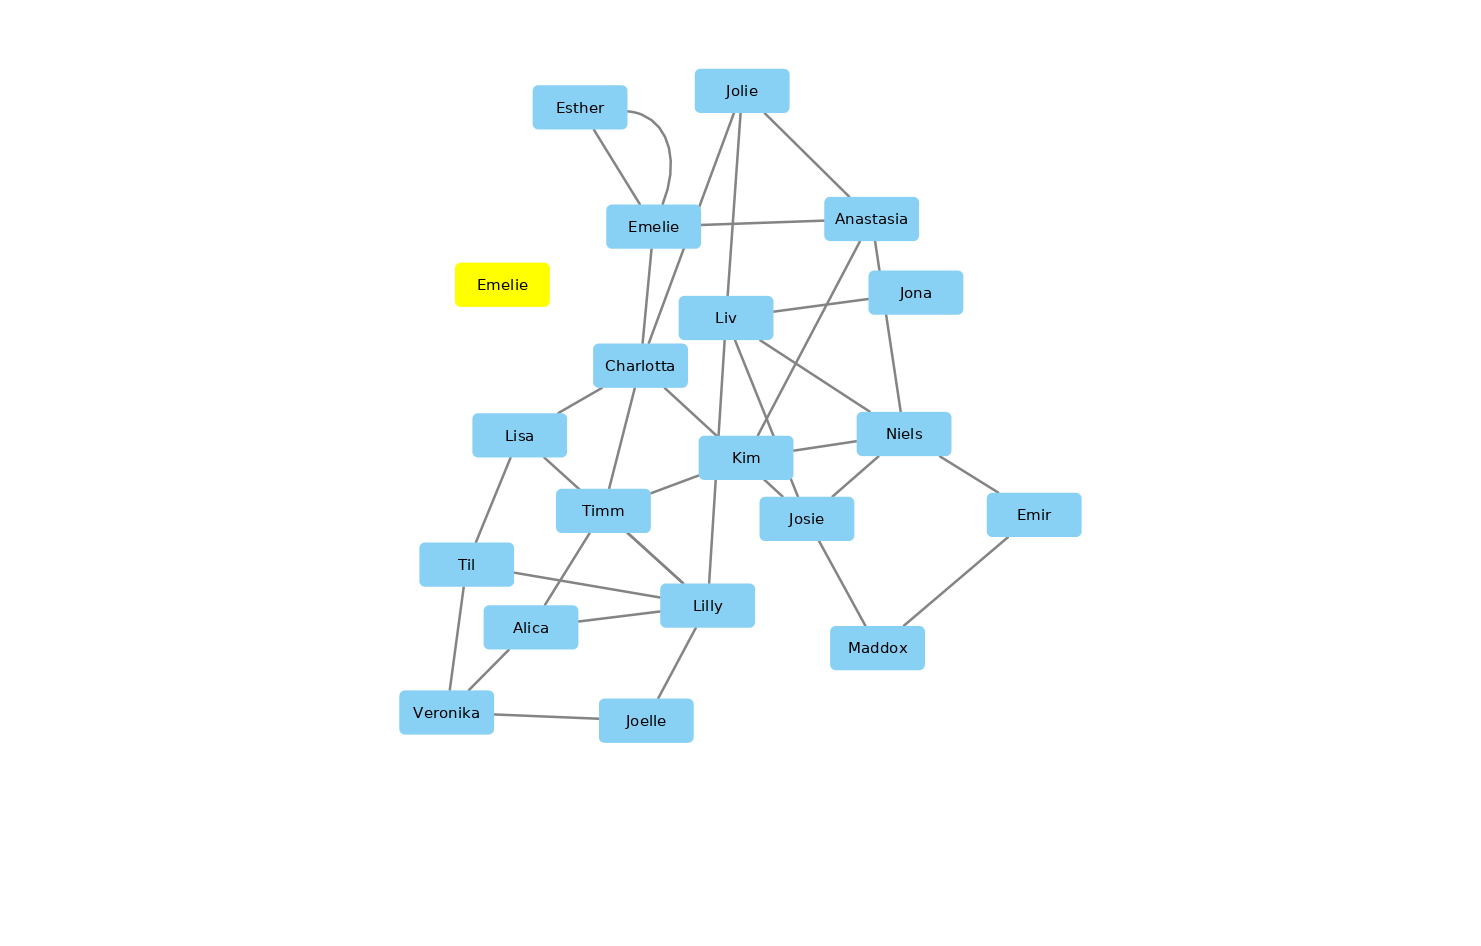 Jolie
Esther
Anastasia
Emelie
Emelie
Jona
Liv
Charlotta
Niels
Lisa
Kim
Timm
Emir
Josie
Til
Lilly
Alica
Maddox
Veronika
Joelle